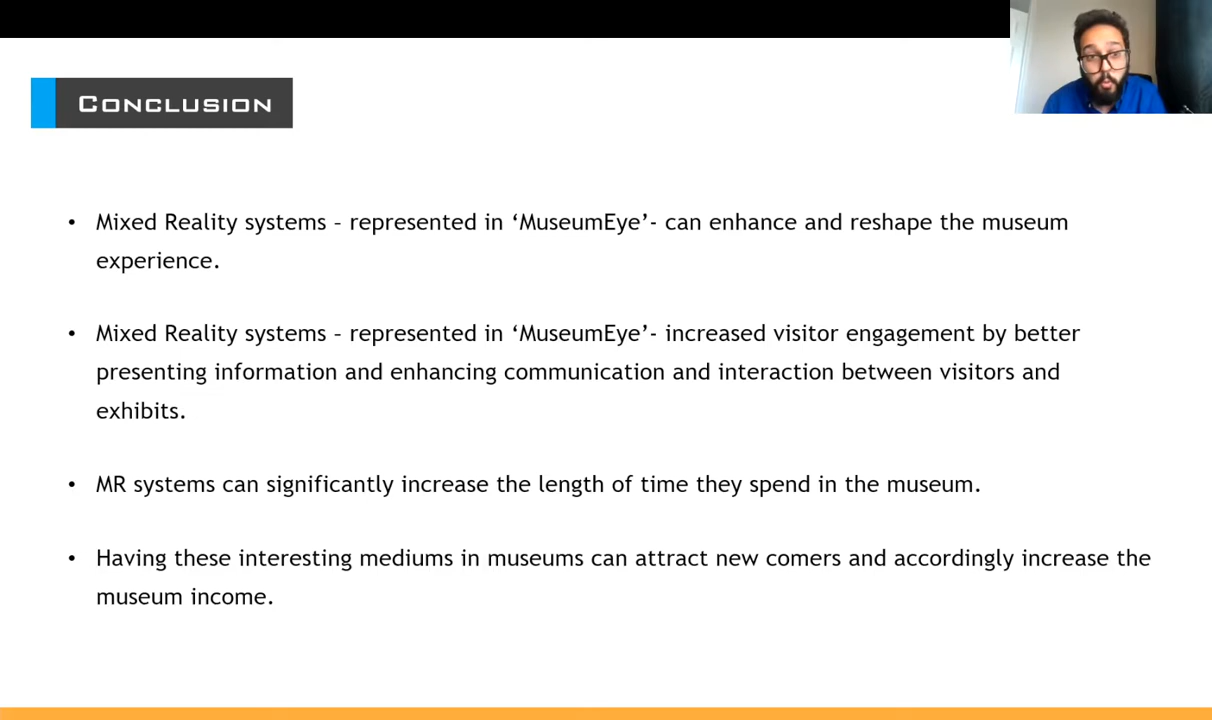 CONCLUSION
• Mixed Reality systems – represented in ‘MuseumEye’- can enhance and reshape the museum
experience.
• Mixed Reality systems – represented in ‘MuseumEye’- increased visitor engagement by better
presenting information and enhancing communication and interaction between visitors and
exhibits.
• MR systems can significantly increase the length of time they spend in the museum.
• Having these interesting mediums in museums can attract new comers and accordingly increase the
museum income.